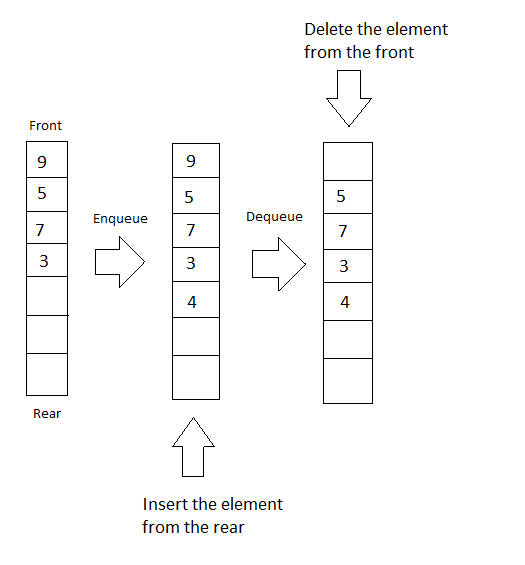 Delete the element
from the front
Front
9
5
7
3
Rear
Enqueue
9
5
7
3
4
Insert the element
from the rear
Dequeue
5
7
3
4